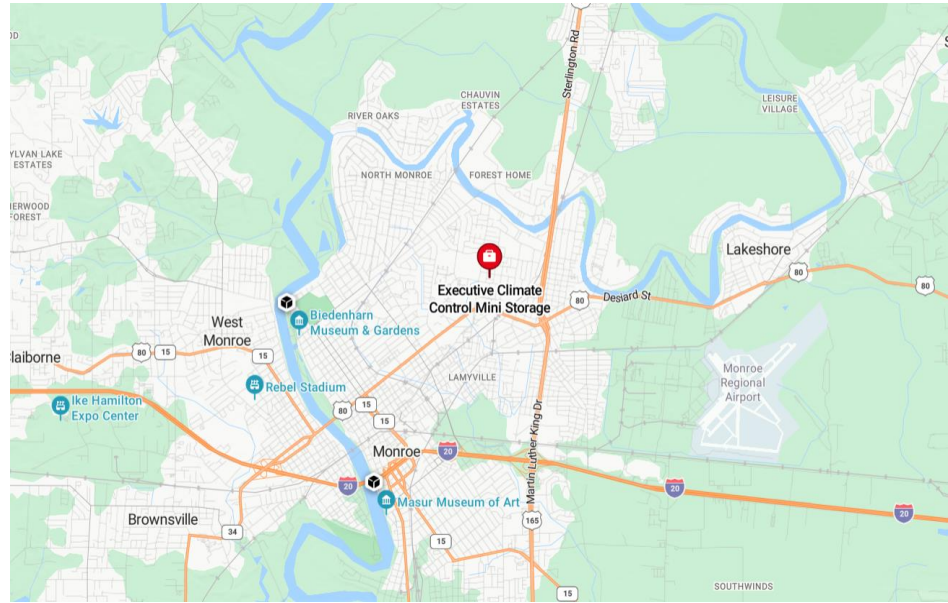 Sterlington Rd
CHAUVIN
ESTATES
LEISURE
VILLAGE
RIVER OAKS
YLVAN LAKE
ESTATES
NORTH MONROE
FOREST HOME
ERWOOD
FOREST
Lakeshore
80
80
Executive Climate
Control Mini Storage
80
Desiard St
Biedenharn
Museum & Gardens
West
Monroe
laiborne
80
15
15
LAMYVILLE
Monroe
Regional
Airport
Rebel Stadium
Ike Hamilton
Expo Center
80
15
15
Martin Luther King Dr
Monroe
20
20
20
20
Masur Museum of Art
Brownsville
34
165
15
SOUTHWINDS
15